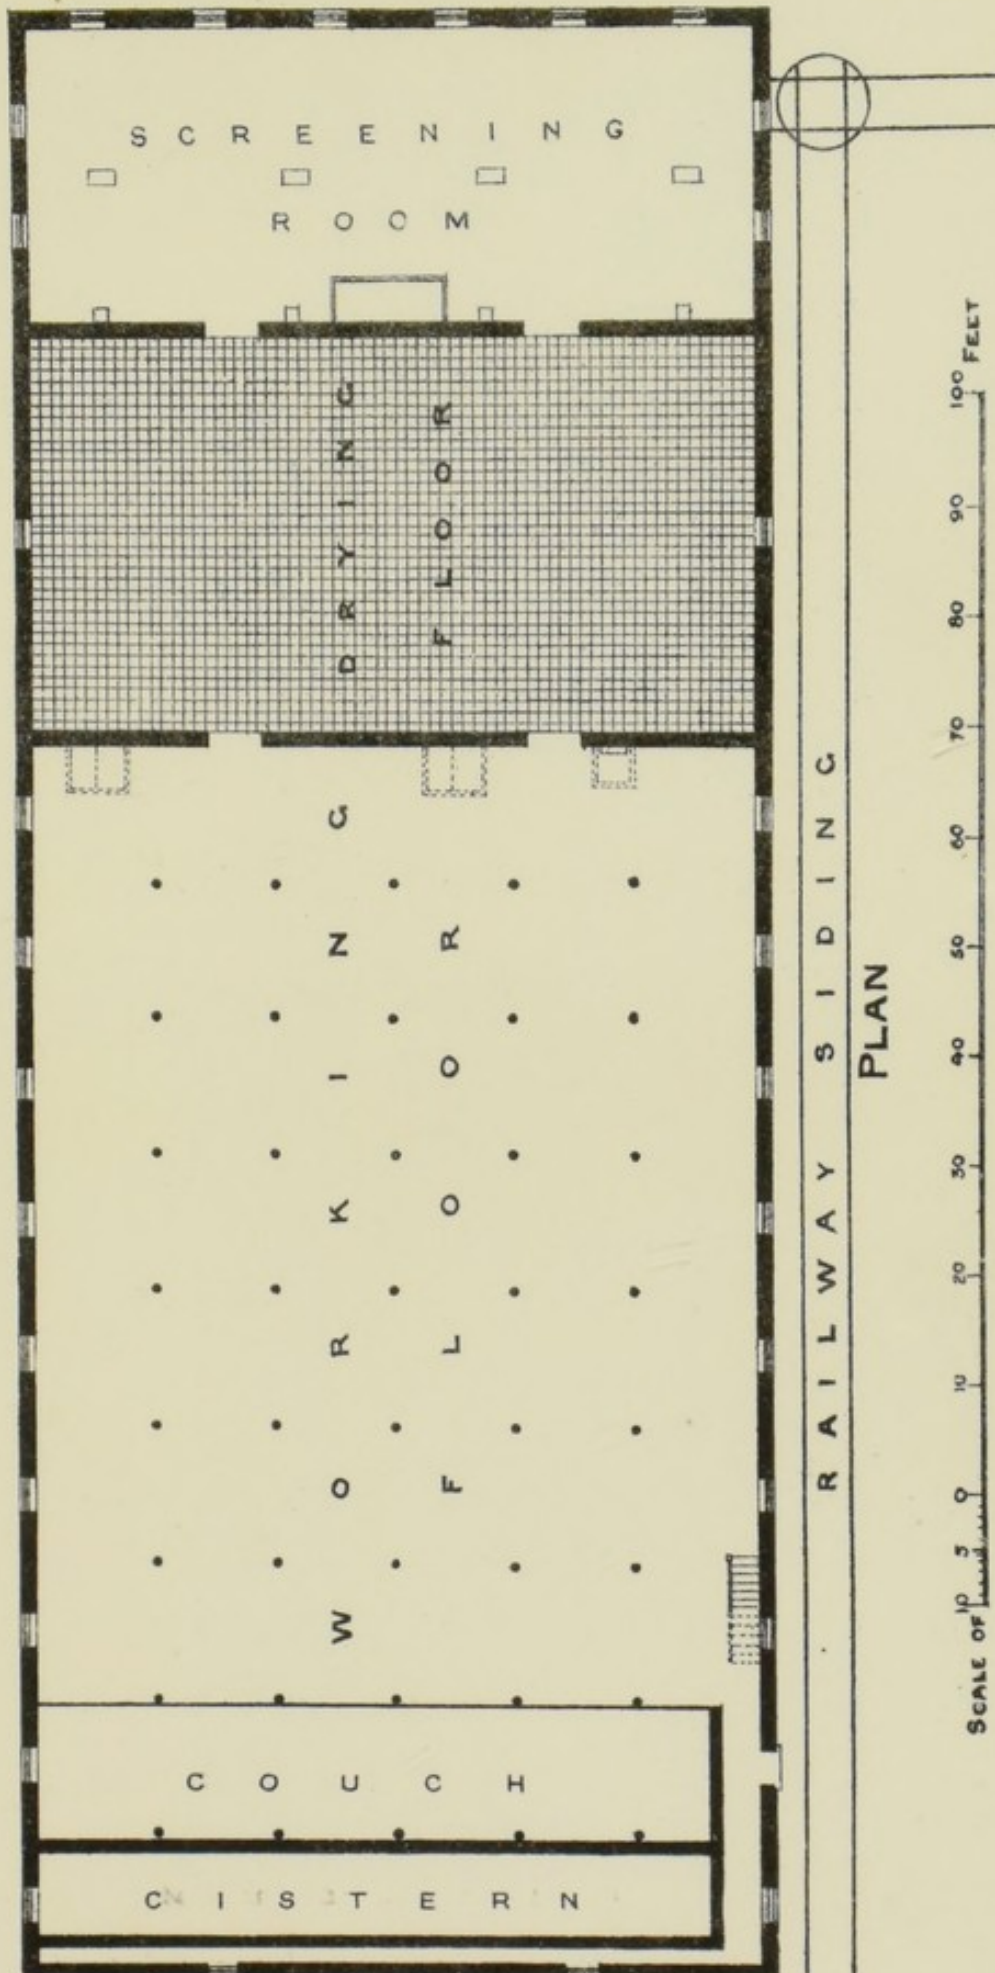 SCREENING
ROOM
DRYING
FLOOR
WORKING
FLOOR
COUCH
CISTERN
RAILWAY SIDING
PLAN
SCALE OF 10 5 0 10 20 30 40 50 60 70 80 90 100 FEET